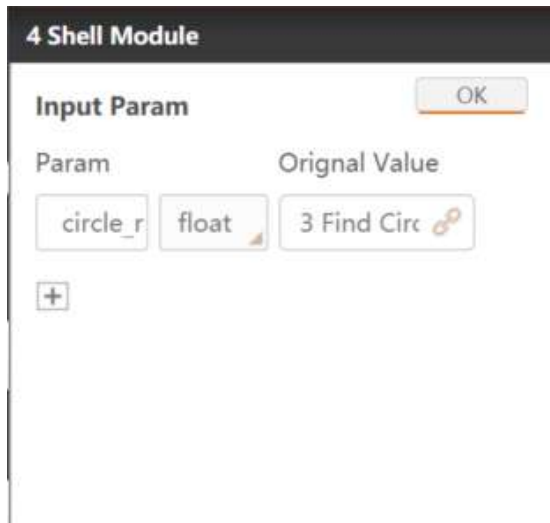 4 Shell Module
Input Param
OK
Param Orignal Value
circle_r float 3 Find Circ